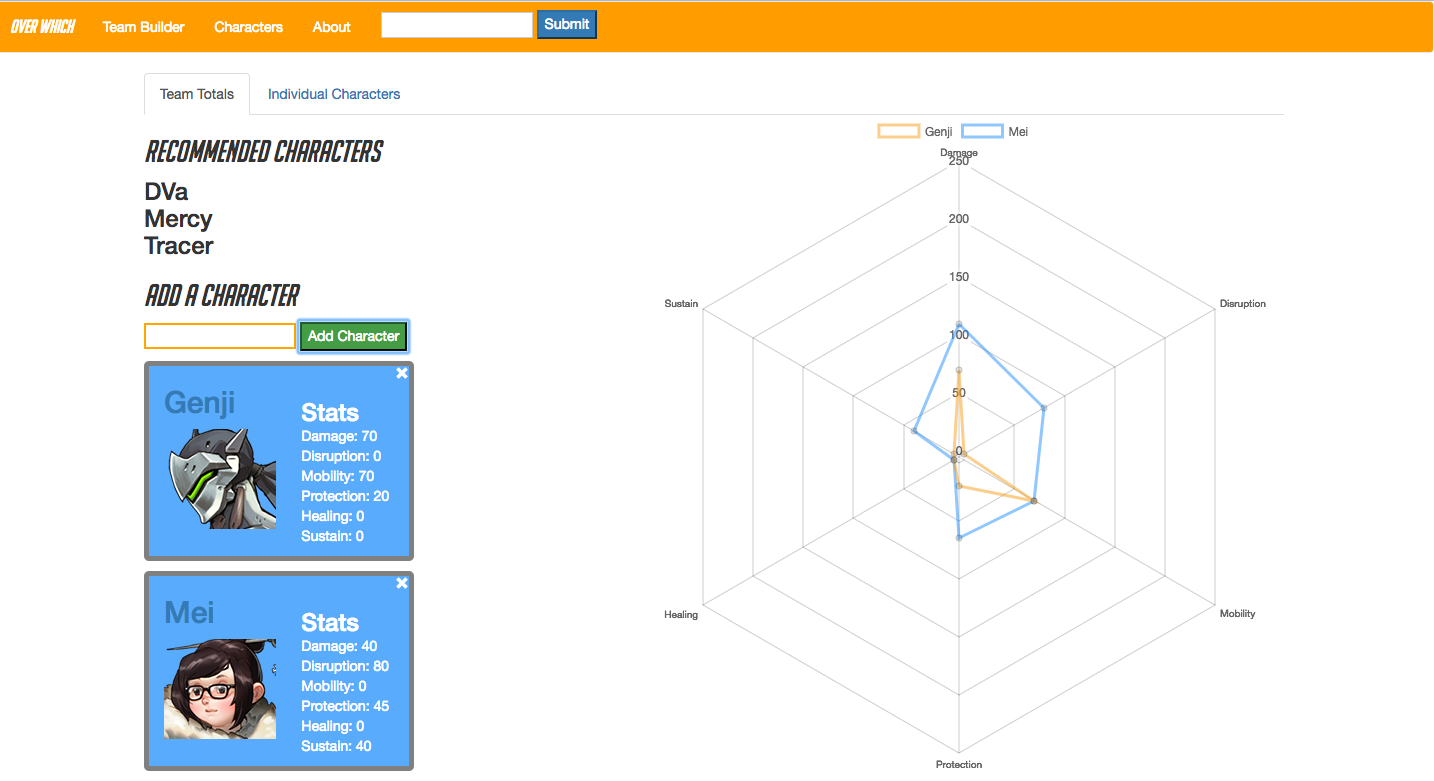 OVER WHICH Team Builder Characters About Submit
Team Totals Individual Characters
RECOMMENDED CHARACTERS
DVa
Mercy
Tracer
ADD A CHARACTER
Add Character
Genji
Stats
Damage: 70
Disruption: 0
Mobility: 70
Protection: 20
Healing: 0
Sustain: 0
Mei
Stats
Damage: 40
Disruption: 80
Mobility: 0
Protection: 45
Healing: 0
Sustain: 40
Genji Mei
Damage
250
200
150
100
50
0
Sustain
Disruption
Healing
Mobility
Protection